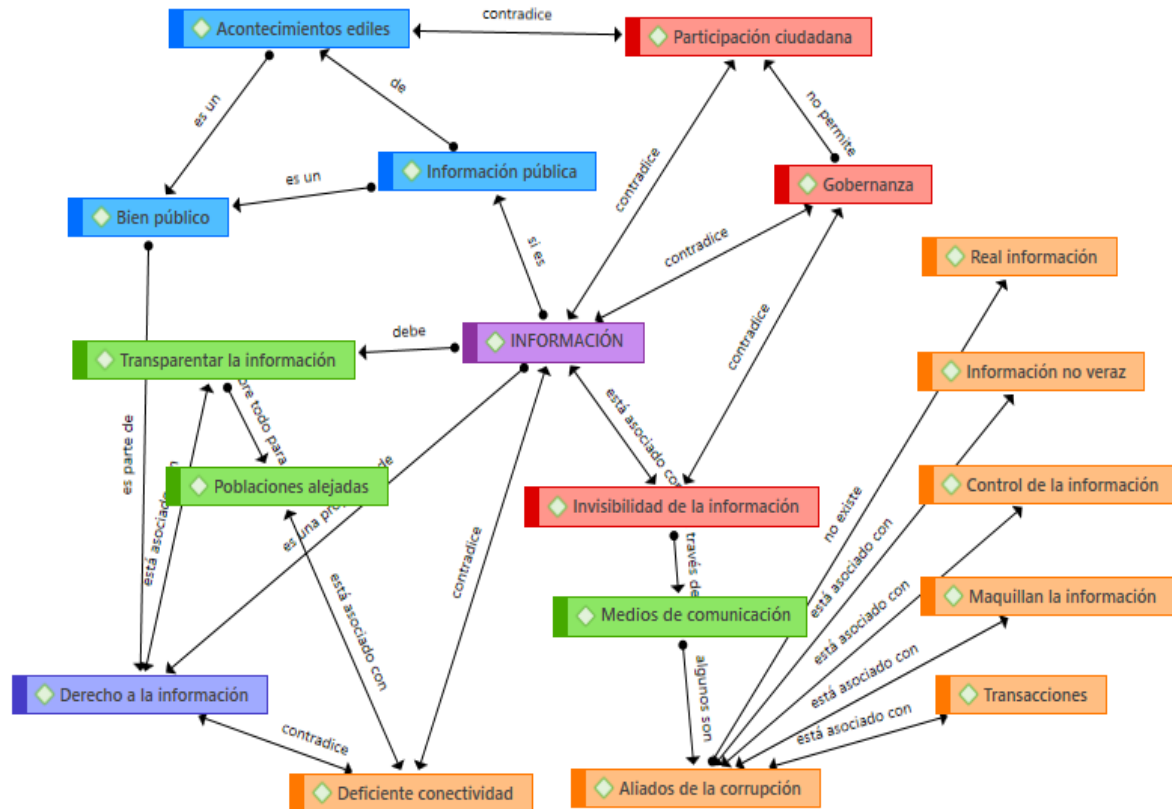 Acontecimientos ediles
contradice
Participación ciudadana
de
es un
no permite
Información pública
es un
contradice
Gobernanza
Bien público
si es
contradice
Real información
debe
INFORMACIÓN
contradice
Transparentar la información
Información no veraz
todo para
está asociado con
es parte de
Poblaciones alejadas
Control de la información
Invisibilidad de la información
no existe
está asociado
es una
de
contradice
través de
está asociado con
está asociado con
está asociado con
Medios de comunicación
Maquillan la información
está asociado con
algunos son
Derecho a la información
Transacciones
contradice
está asociado con
Deficiente conectividad
Aliados de la corrupción